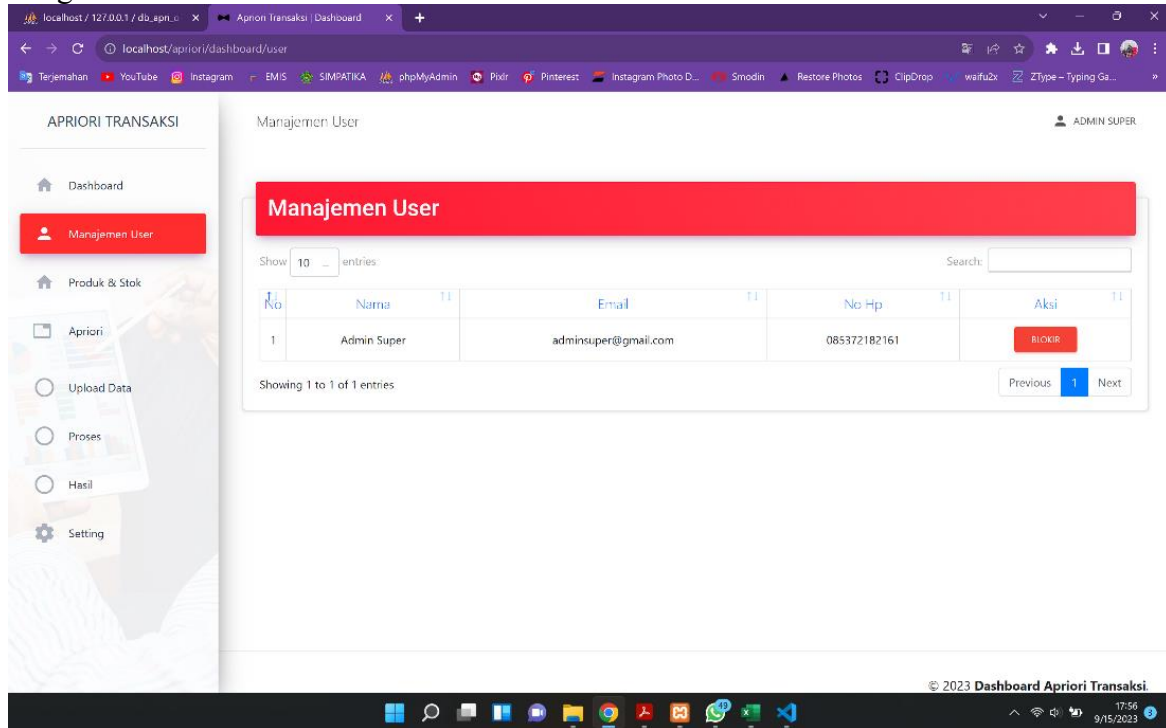 localhost / 127.0.0.1 / db_apri_o
Apriori Transaksi | Dashboard
localhost/apriori/dashboard/user
Terjemahan YouTube Instagram EMIS SIMPATIKA phpMyAdmin Pixlr Pinterest Instagram Photo D... Smodin Restore Photos ClipDrop waifu2x ZType – Typing Ga... »
APRIORI TRANSAKSI
Manajemen User
ADMIN SUPER
Dashboard
Manajemen User
Produk & Stok
Apriori
Upload Data
Proses
Hasil
Setting
Manajemen User
Show 10 entries
Search:
No Nama Email No Hp Aksi
1 Admin Super adminsuper@gmail.com 085372182161 BLOKIR
Showing 1 to 1 of 1 entries
Previous 1 Next
© 2023 Dashboard Apriori Transaksi.
49
17:56
9/15/2023
3